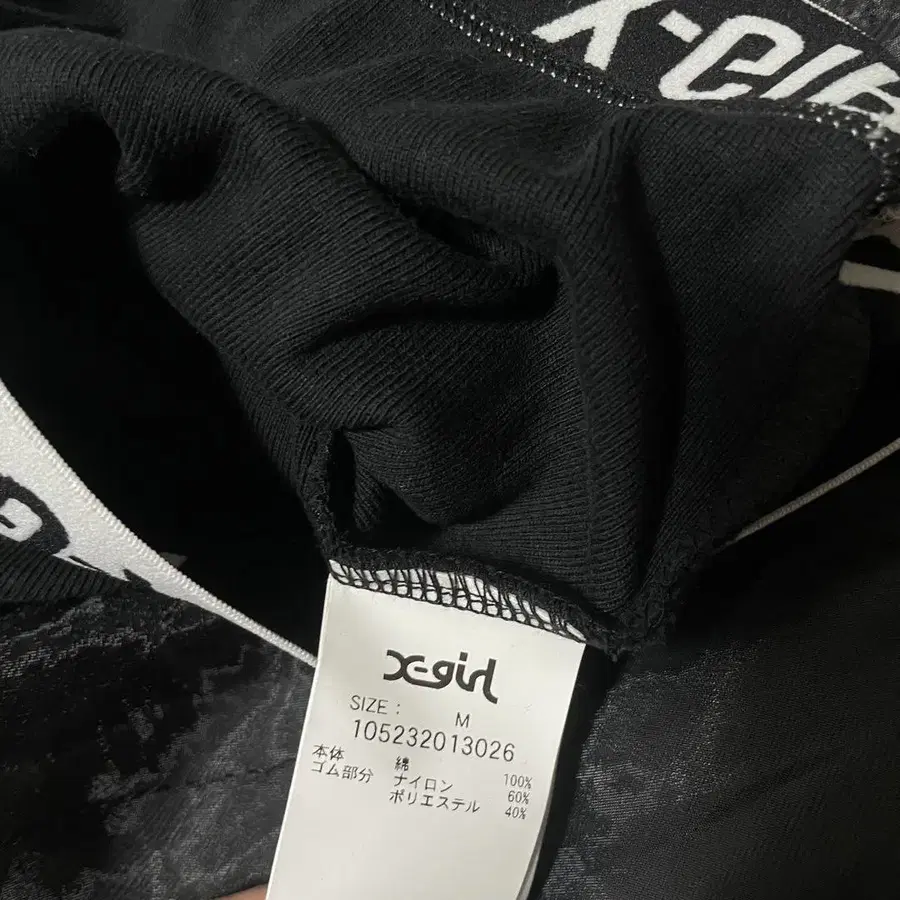 X-gir
X-girl
SIZE : M
105232013026
本体 綿 100%
ゴム部分 ナイロン 60%
ポリエステル 40%